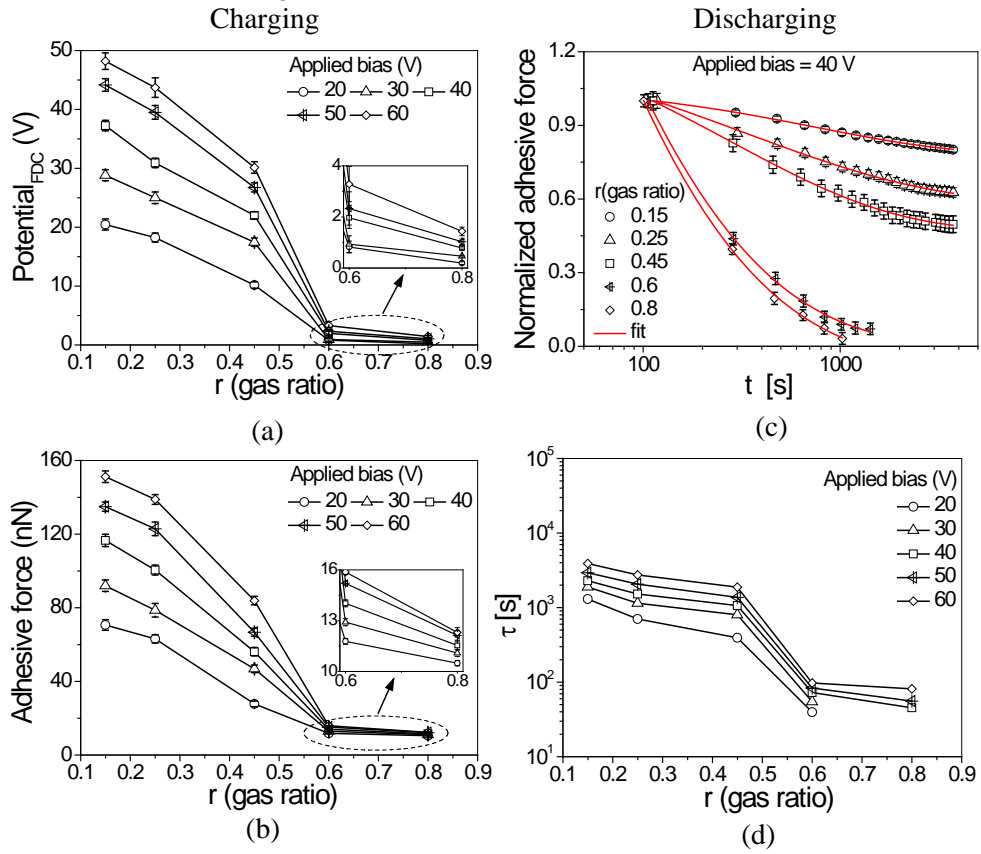 Charging
Discharging
50
40
30
20
10
0
Potential_FDC (V)
Applied bias (V)
20 30 40
50 60
4
2
0
0.6 0.8
0.1 0.2 0.3 0.4 0.5 0.6 0.7 0.8 0.9
r (gas ratio)
(a)
1.2
0.9
0.6
0.3
0.0
Normalized adhesive force
Applied bias = 40 V
r(gas ratio)
0.15
0.25
0.45
0.6
0.8
fit
100 1000
t [s]
(c)
160
120
80
40
0
Adhesive force (nN)
Applied bias (V)
20 30 40
50 60
16
13
10
0.6 0.8
0.1 0.2 0.3 0.4 0.5 0.6 0.7 0.8 0.9
r (gas ratio)
(b)
10^5
10^4
10^3
10^2
10^1
τ [s]
Applied bias (V)
20
30
40
50
60
0.1 0.2 0.3 0.4 0.5 0.6 0.7 0.8 0.9
r (gas ratio)
(d)